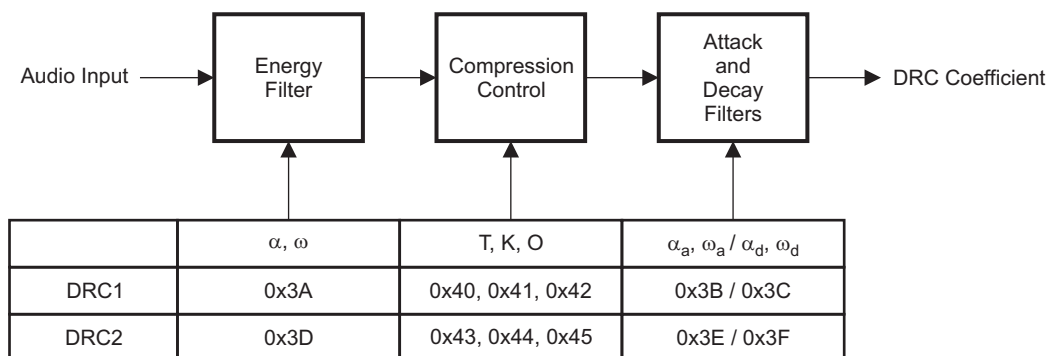 Audio Input
Energy
Filter
Compression
Control
Attack
and
Decay
Filters
DRC Coefficient
α, ω
T, K, O
αa, ωa / αd, ωd
DRC1
0x3A
0x40, 0x41, 0x42
0x3B / 0x3C
DRC2
0x3D
0x43, 0x44, 0x45
0x3E / 0x3F